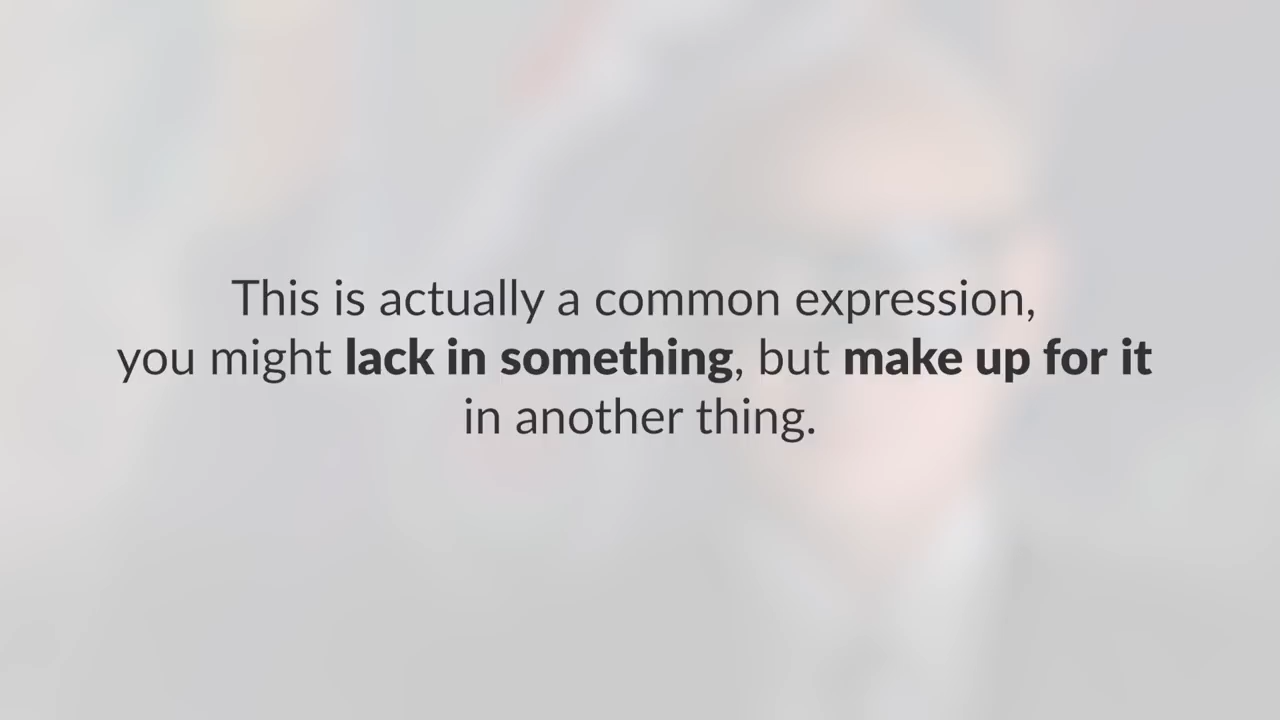 This is actually a common expression,
you might lack in something, but make up for it
in another thing.